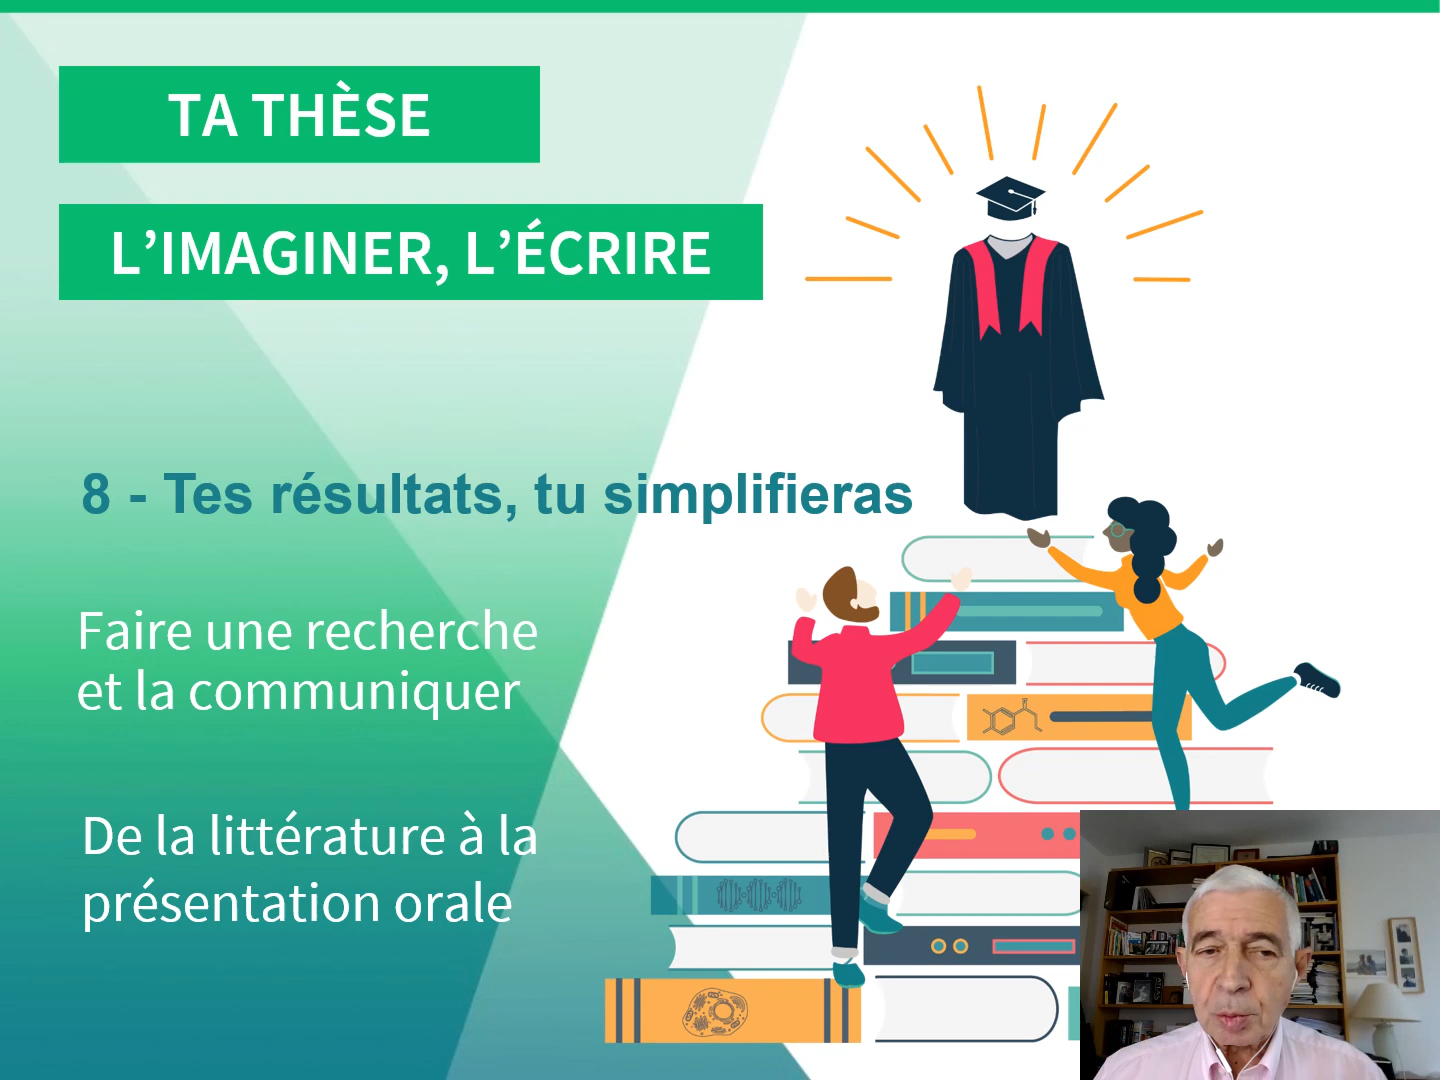 TA THÈSE
L’IMAGINER, L’ÉCRIRE
8 - Tes résultats, tu simplifieras
Faire une recherche
et la communiquer
De la littérature à la
présentation orale